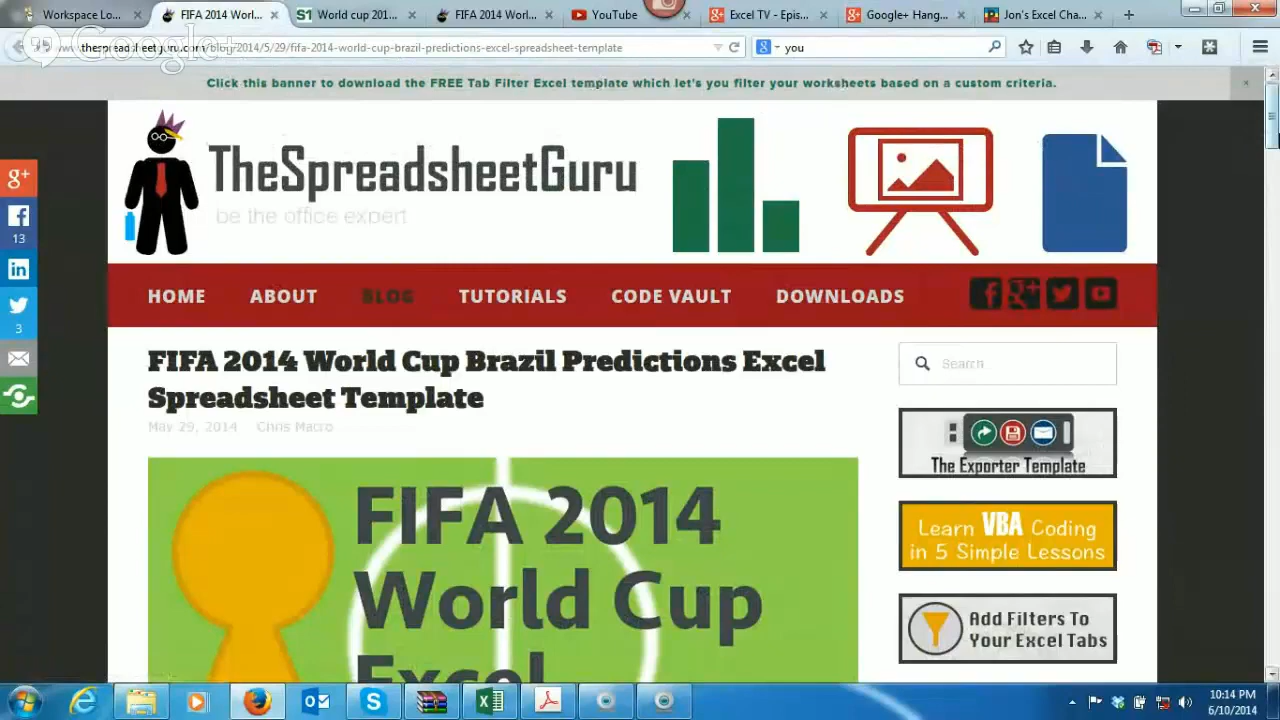 Workspace Lo...
FIFA 2014 Worl...
World cup 201...
FIFA 2014 Worl...
YouTube
Excel TV - Epis...
Google+ Hang...
Jon's Excel Cha...
Google+
www.thespreadsheetguru.com/blog/2014/5/29/fifa-2014-world-cup-brazil-predictions-excel-spreadsheet-template
you
Click this banner to download the FREE Tab Filter Excel template which let's you filter your worksheets based on a custom criteria.
TheSpreadsheetGuru
be the office expert
13
3
HOME ABOUT BLOG TUTORIALS CODE VAULT DOWNLOADS
FIFA 2014 World Cup Brazil Predictions Excel
Spreadsheet Template
May 29, 2014 Chris Macro
Search
The Exporter Template
Learn VBA Coding
in 5 Simple Lessons
Add Filters To
Your Excel Tabs
FIFA 2014
World Cup
Excel
10:14 PM
6/10/2014